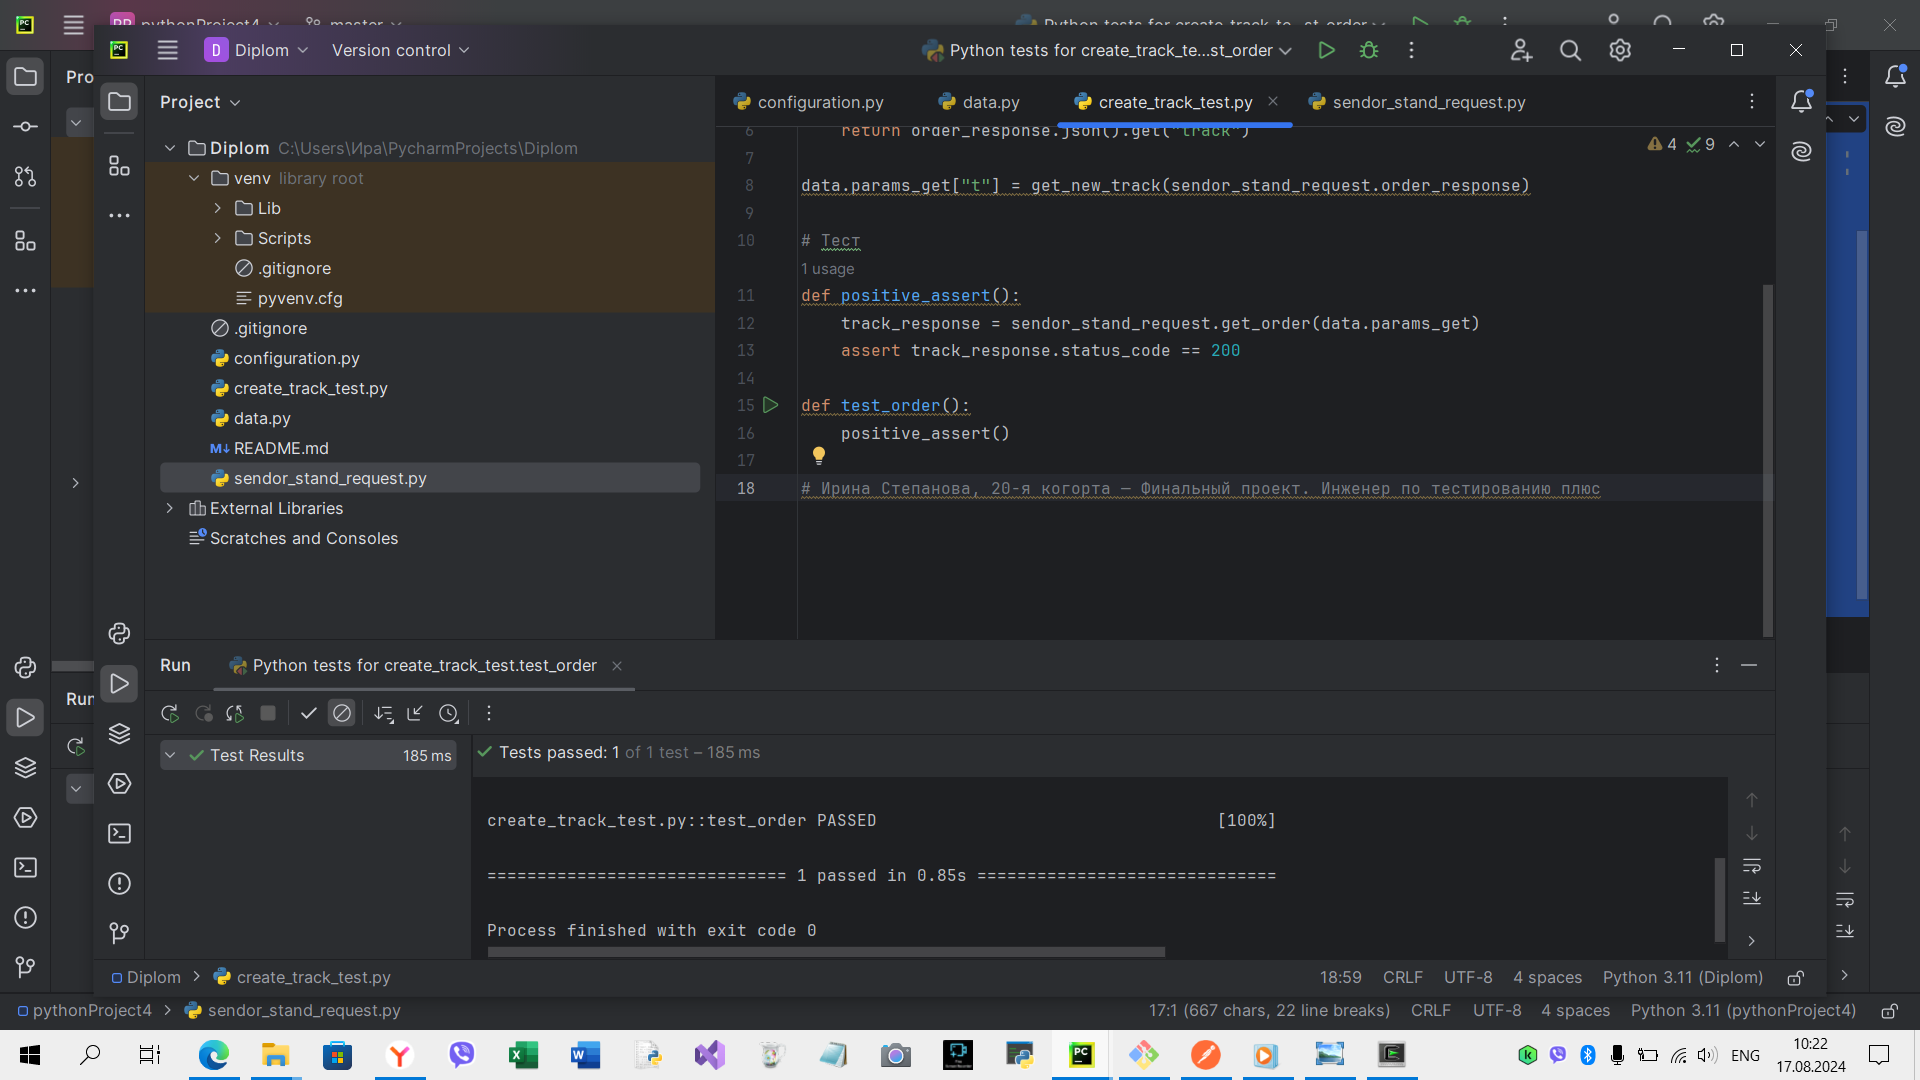 PP pythonProject4 master Python tests for create_track_te...st_order
D Diplom Version control Python tests for create_track_te...st_order
Pro
Project
configuration.py data.py create_track_test.py sendor_stand_request.py
Diplom C:\Users\Ира\PycharmProjects\Diplom
venv library root
Lib
Scripts
.gitignore
pyvenv.cfg
.gitignore
configuration.py
create_track_test.py
data.py
README.md
sendor_stand_request.py
External Libraries
Scratches and Consoles
4 9
6 return order_response.json().get("track")
7
8 data.params_get["t"] = get_new_track(sendor_stand_request.order_response)
9
10 # Тест
1 usage
11 def positive_assert():
12 track_response = sendor_stand_request.get_order(data.params_get)
13 assert track_response.status_code == 200
14
15 def test_order():
16 positive_assert()
17
18 # Ирина Степанова, 20-я когорта — Финальный проект. Инженер по тестированию плюс
Run
Run Python tests for create_track_test.test_order
Test Results 185 ms
Tests passed: 1 of 1 test – 185 ms
create_track_test.py::test_order PASSED [100%]
============================== 1 passed in 0.85s ==============================
Process finished with exit code 0
Diplom > create_track_test.py 18:59 CRLF UTF-8 4 spaces Python 3.11 (Diplom)
pythonProject4 > sendor_stand_request.py 17:1 (667 chars, 22 line breaks) CRLF UTF-8 4 spaces Python 3.11 (pythonProject4)
ENG 10:22
17.08.2024